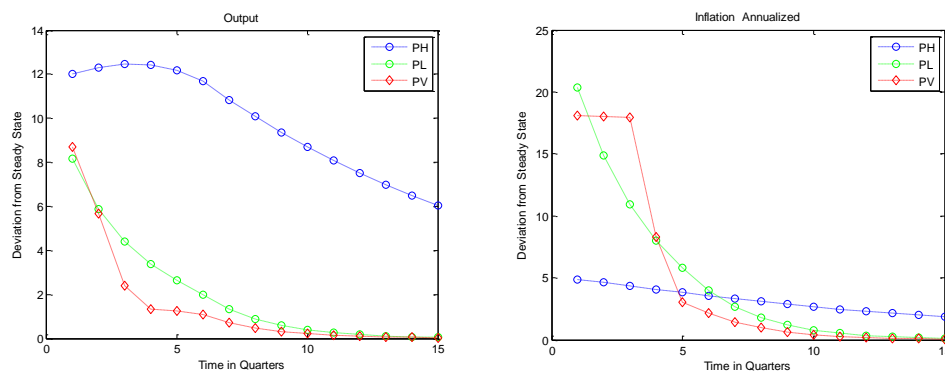 Output
14
12
10
8
6
4
2
0
0
5
10
15
Deviation from Steady State
Time in Quarters
PH
PL
PV
Inflation Annualized
25
20
15
10
5
0
0
5
10
Deviation from Steady State
Time in Quarters
PH
PL
PV